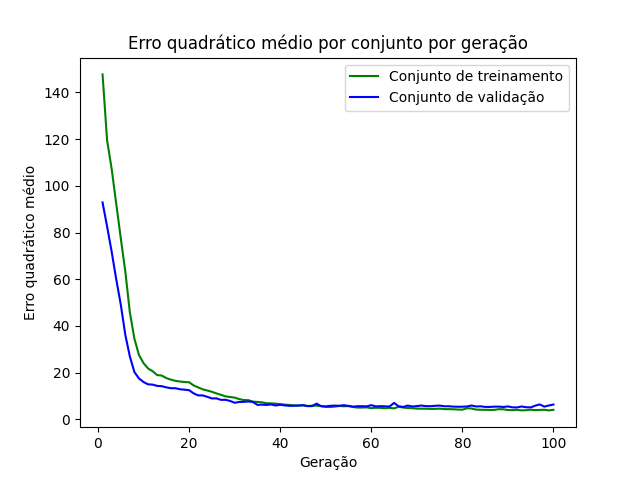 Erro quadrático médio por conjunto por geração
Conjunto de treinamento
Conjunto de validação
Erro quadrático médio
140
120
100
80
60
40
20
0
0 20 40 60 80 100
Geração